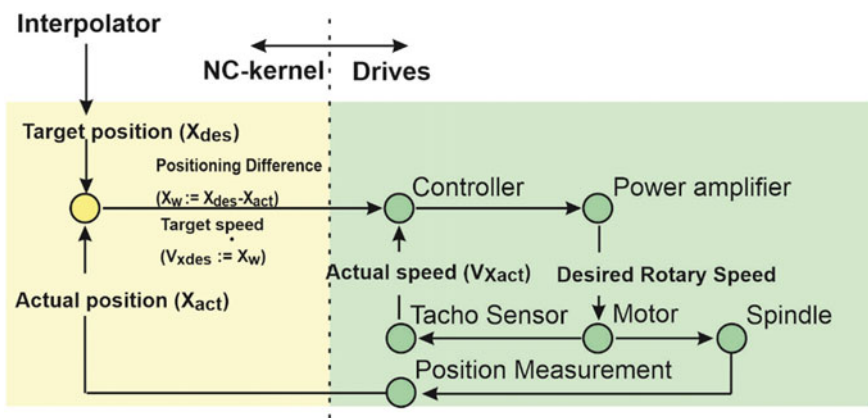 Interpolator
NC-kernel Drives
Target position (Xdes)
Positioning Difference
(Xw := Xdes-Xact)
Target speed
(Vxdes := Ẋw)
Controller
Power amplifier
Actual speed (VXact)
Desired Rotary Speed
Actual position (Xact)
Tacho Sensor
Motor
Spindle
Position Measurement